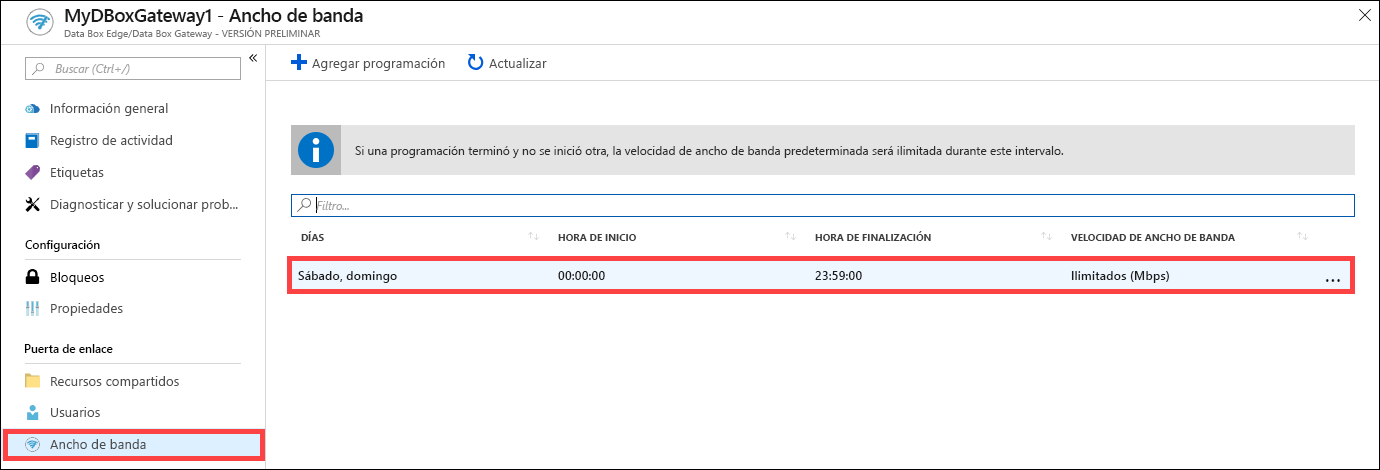 MyDBoxGateway1 - Ancho de banda
Data Box Edge/Data Box Gateway - VERSIÓN PRELIMINAR
Buscar (Ctrl+/)
«
Información general
Registro de actividad
Etiquetas
Diagnosticar y solucionar prob...
Configuración
Bloqueos
Propiedades
Puerta de enlace
Recursos compartidos
Usuarios
Ancho de banda
Agregar programación
Actualizar
Si una programación terminó y no se inició otra, la velocidad de ancho de banda predeterminada será ilimitada durante este intervalo.
Filtro...
DÍAS HORA DE INICIO HORA DE FINALIZACIÓN VELOCIDAD DE ANCHO DE BANDA
Sábado, domingo 00:00:00 23:59:00 Ilimitados (Mbps) ...